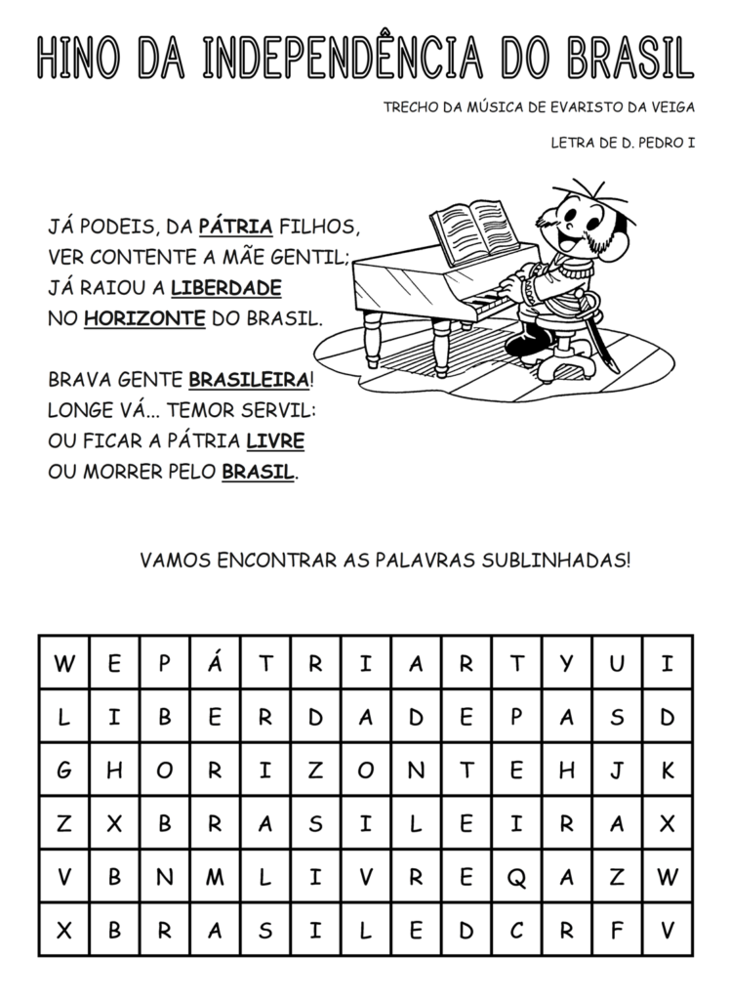 HINO DA INDEPENDÊNCIA DO BRASIL
TRECHO DA MÚSICA DE EVARISTO DA VEIGA
LETRA DE D. PEDRO I
JÁ PODEIS, DA PÁTRIA FILHOS,
VER CONTENTE A MÃE GENTIL;
JÁ RAIOU A LIBERDADE
NO HORIZONTE DO BRASIL.
BRAVA GENTE BRASILEIRA!
LONGE VÁ... TEMOR SERVIL:
OU FICAR A PÁTRIA LIVRE
OU MORRER PELO BRASIL.
VAMOS ENCONTRAR AS PALAVRAS SUBLINHADAS!
W E P Á T R I A R T Y U I
L I B E R D A D E P A S D
G H O R I Z O N T E H J K
Z X B R A S I L E I R A X
V B N M L I V R E Q A Z W
X B R A S I L E D C R F V